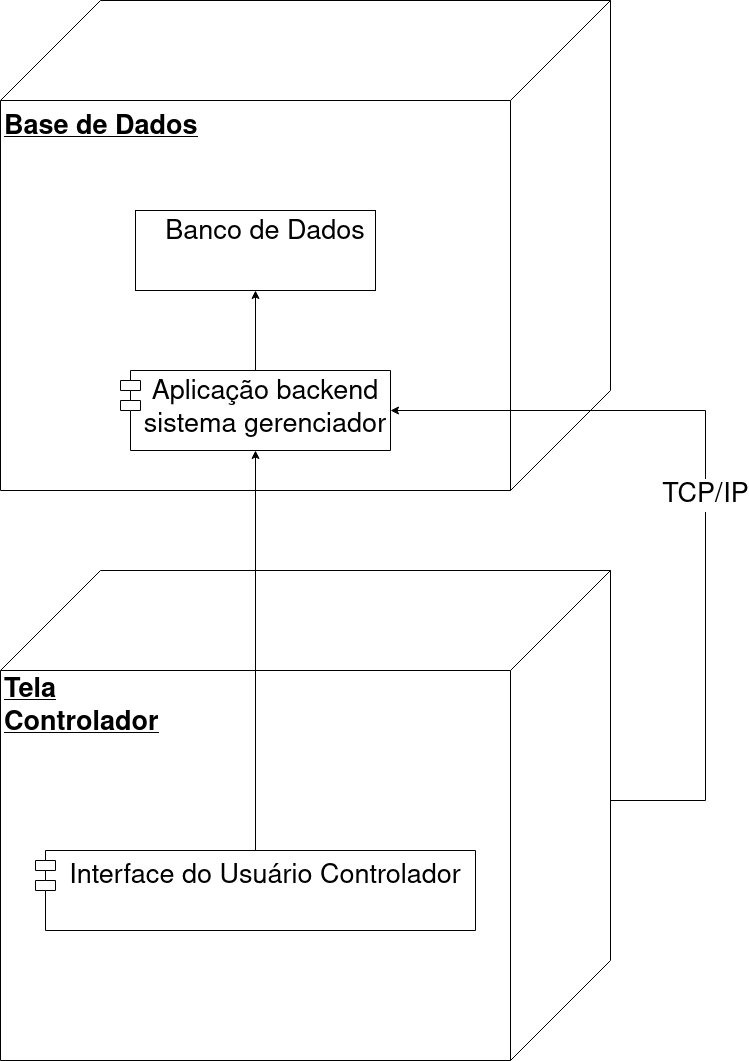 Base de Dados
Banco de Dados
Aplicação backend
sistema gerenciador
TCP/IP
Tela
Controlador
Interface do Usuário Controlador